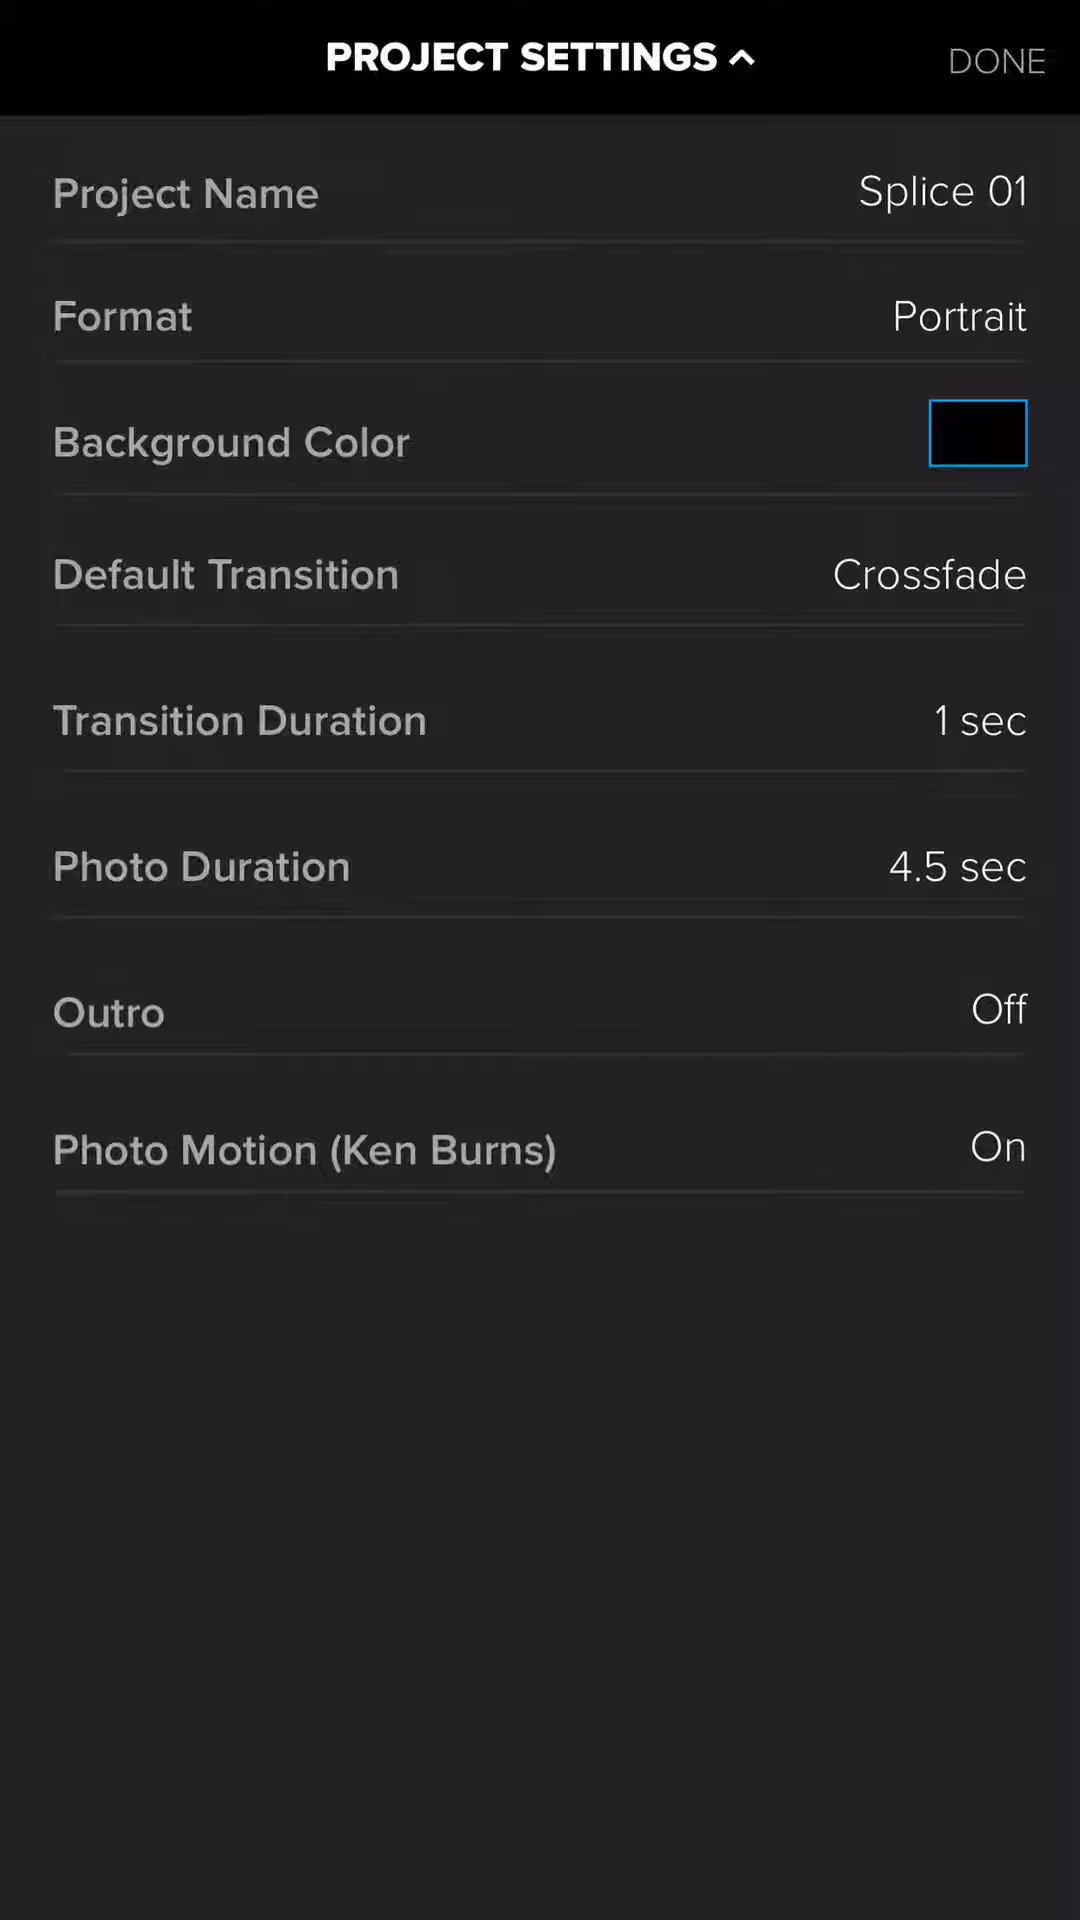 PROJECT SETTINGS
DONE
Project Name Splice 01
Format Portrait
Background Color
Default Transition Crossfade
Transition Duration 1 sec
Photo Duration 4.5 sec
Outro Off
Photo Motion (Ken Burns) On